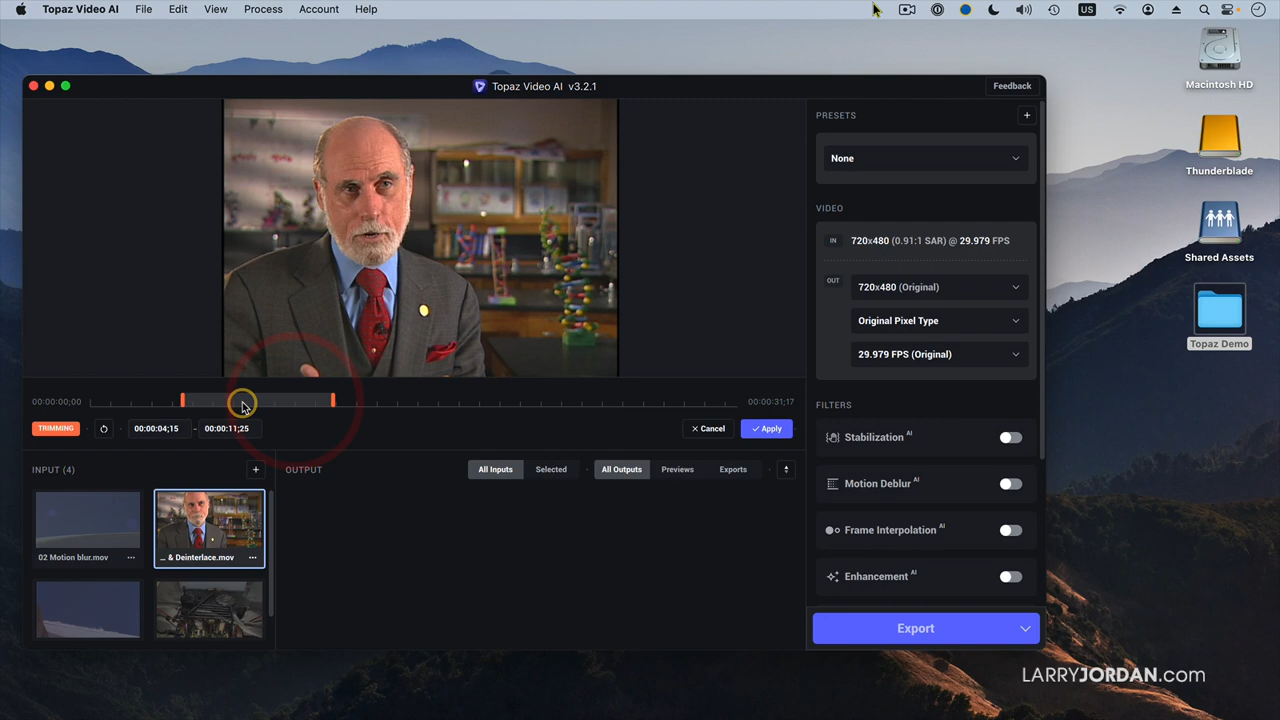 Topaz Video AI File Edit View Process Account Help US
Macintosh HD
Thunderblade
Shared Assets
Topaz Demo
Topaz Video AI v3.2.1
Feedback
PRESETS
None
VIDEO
IN 720x480 (0.91:1 SAR) @ 29.979 FPS
OUT 720x480 (Original)
Original Pixel Type
29.979 FPS (Original)
FILTERS
Stabilization AI
Motion Deblur AI
Frame Interpolation AI
Enhancement AI
Export
00:00:00;00 00:00:31;17
TRIMMING 00:00:04;15 – 00:00:11;25 Cancel Apply
INPUT (4)
OUTPUT All Inputs Selected All Outputs Previews Exports
02 Motion blur.mov ••• ... & Deinterlace.mov •••
LARRYJORDAN.com